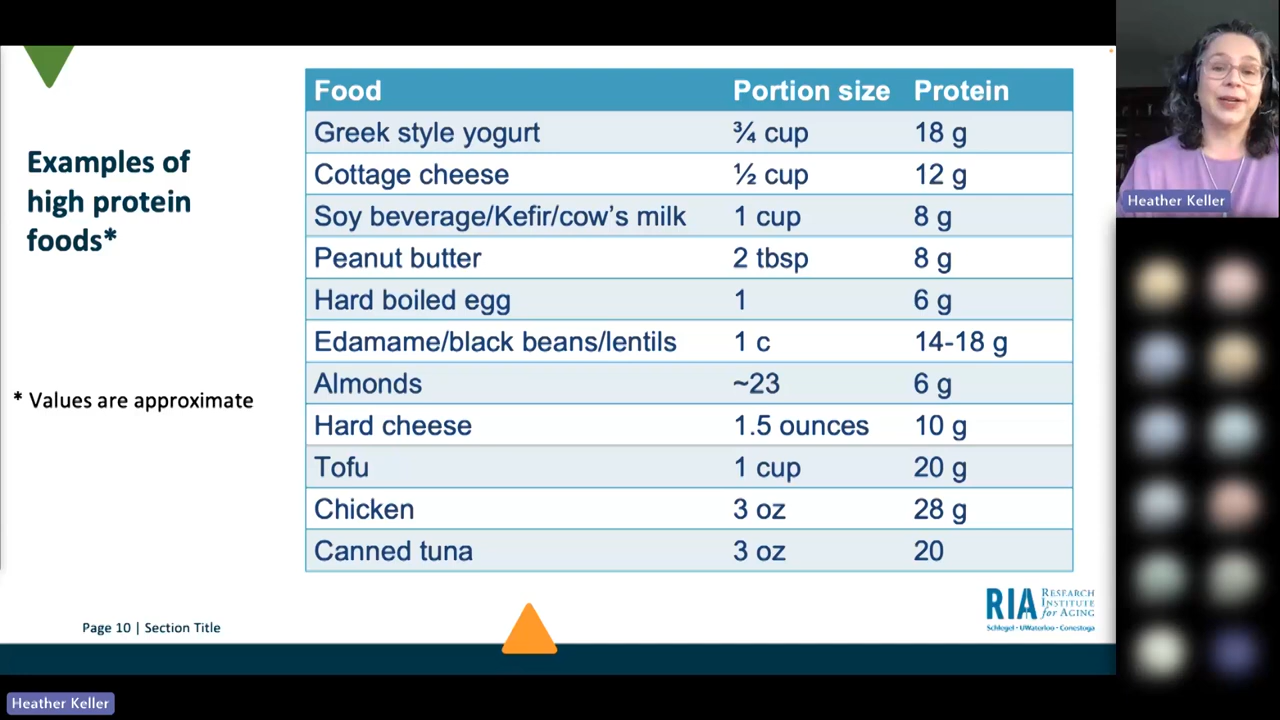 Examples of
high protein
foods*
* Values are approximate
Food Portion size Protein
Greek style yogurt ¾ cup 18 g
Cottage cheese ½ cup 12 g
Soy beverage/Kefir/cow’s milk 1 cup 8 g
Peanut butter 2 tbsp 8 g
Hard boiled egg 1 6 g
Edamame/black beans/lentils 1 c 14-18 g
Almonds ~23 6 g
Hard cheese 1.5 ounces 10 g
Tofu 1 cup 20 g
Chicken 3 oz 28 g
Canned tuna 3 oz 20
Page 10 | Section Title
RIA RESEARCH
INSTITUTE
for AGING
Schlegel • UWaterloo • Conestoga
Heather Keller
Heather Keller